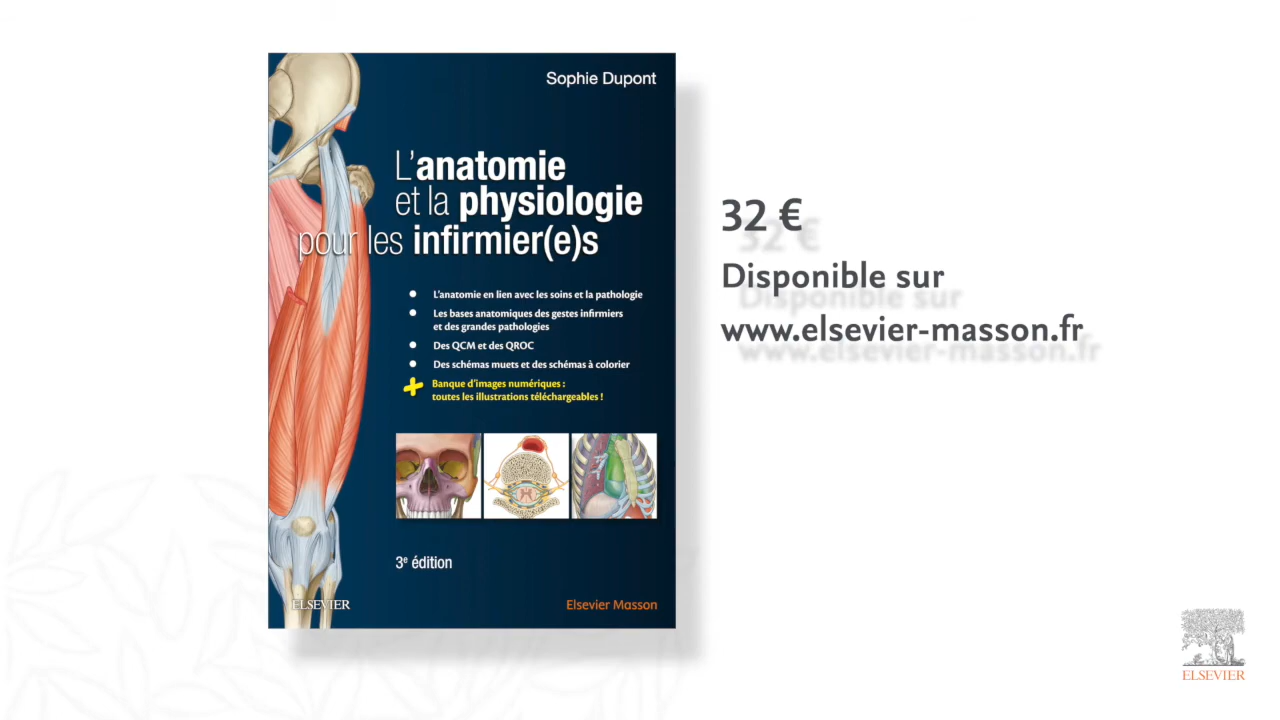 Sophie Dupont
L'anatomie
et la physiologie
pour les infirmier(e)s
● L'anatomie en lien avec les soins et la pathologie
● Les bases anatomiques des gestes infirmiers
et des grandes pathologies
● Des QCM et des QROC
● Des schémas muets et des schémas à colorier
+ Banque d'images numériques :
toutes les illustrations téléchargeables !
3e édition
ELSEVIER
Elsevier Masson
32 €
Disponible sur
www.elsevier-masson.fr
ELSEVIER